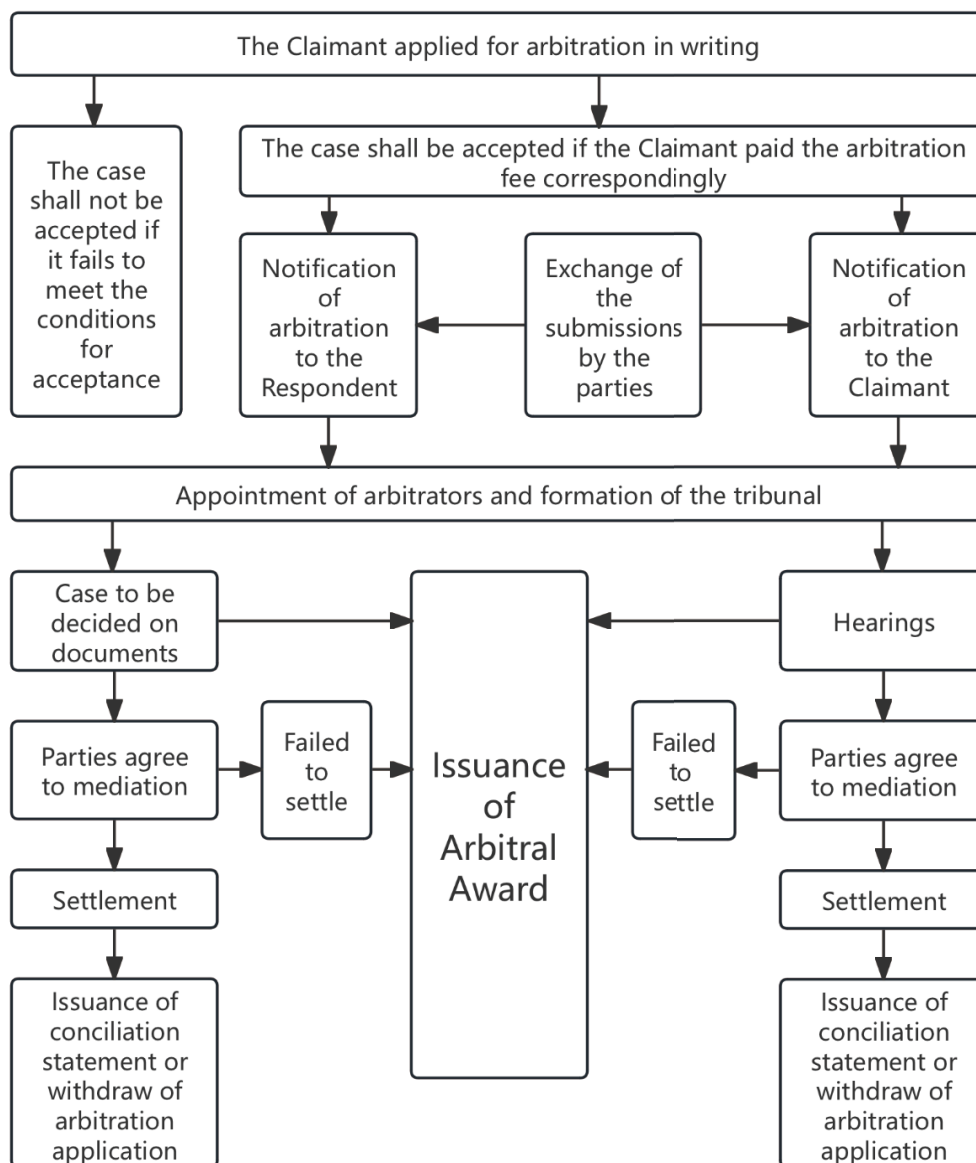 The Claimant applied for arbitration in writing
The case
shall not be
accepted if
it fails to
meet the
conditions
for
acceptance
The case shall be accepted if the Claimant paid the arbitration
fee correspondingly
Notification
of
arbitration
to the
Respondent
Exchange of
the
submissions
by the
parties
Notification
of
arbitration
to the
Claimant
Appointment of arbitrators and formation of the tribunal
Case to be
decided on
documents
Hearings
Parties agree
to mediation
Failed
to
settle
Issuance
of
Arbitral
Award
Failed
to
settle
Parties agree
to mediation
Settlement
Settlement
Issuance of
conciliation
statement or
withdraw of
arbitration
application
Issuance of
conciliation
statement or
withdraw of
arbitration
application